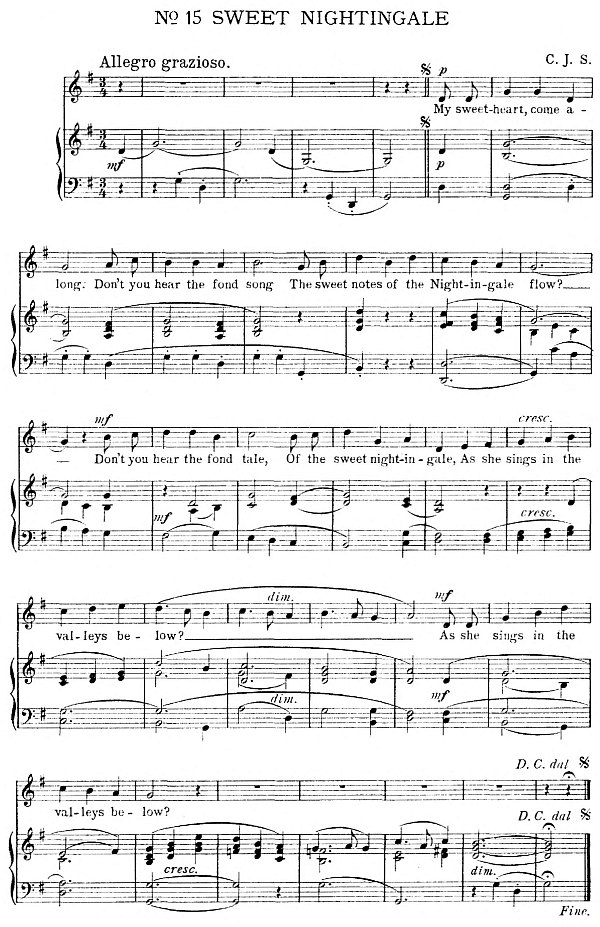 No 15 SWEET NIGHTINGALE
Allegro grazioso.
C. J. S.
p
My sweet-heart, come a-
mf
p
long. Don't you hear the fond song The sweet notes of the Night-in-gale flow?
mf
cresc.
Don't you hear the fond tale, Of the sweet night-in-gale, As she sings in the
mf
cresc.
dim.
mf
val-leys be-low? As she sings in the
dim.
mf
D. C. dal
val-leys be-low?
D. C. dal
cresc.
dim.
Fine.